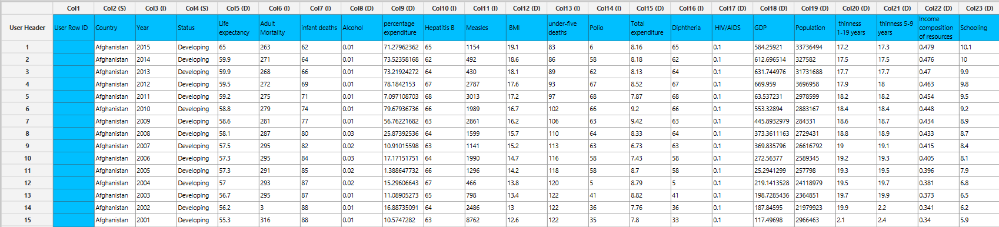 Col1 Col2 (S) Col3 (I) Col4 (S) Col5 (D) Col6 (I) Col7 (I) Col8 (D) Col9 (D) Col10 (I) Col11 (I) Col12 (D) Col13 (I) Col14 (I) Col15 (D) Col16 (I) Col17 (D) Col18 (D) Col19 (D) Col20 (D) Col21 (D) Col22 (D) Col23 (D)
User Header User Row ID Country Year Status Life expectancy Adult Mortality infant deaths Alcohol percentage expenditure Hepatitis B Measles BMI under-five deaths Polio Total expenditure Diphtheria HIV/AIDS GDP Population thinness 1-19 years thinness 5-9 years Income composition of resources Schooling
1 Afghanistan 2015 Developing 65 263 62 0.01 71.27962362 65 1154 19.1 83 6 8.16 65 0.1 584.25921 33736494 17.2 17.3 0.479 10.1
2 Afghanistan 2014 Developing 59.9 271 64 0.01 73.52358168 62 492 18.6 86 58 8.18 62 0.1 612.696514 327582 17.5 17.5 0.476 10
3 Afghanistan 2013 Developing 59.9 268 66 0.01 73.21924272 64 430 18.1 89 62 8.13 64 0.1 631.744976 31731688 17.7 17.7 0.47 9.9
4 Afghanistan 2012 Developing 59.5 272 69 0.01 78.1842153 67 2787 17.6 93 67 8.52 67 0.1 669.959 3696958 17.9 18 0.463 9.8
5 Afghanistan 2011 Developing 59.2 275 71 0.01 7.097108703 68 3013 17.2 97 68 7.87 68 0.1 63.537231 2978599 18.2 18.2 0.454 9.5
6 Afghanistan 2010 Developing 58.8 279 74 0.01 79.67936736 66 1989 16.7 102 66 9.2 66 0.1 553.32894 2883167 18.4 18.4 0.448 9.2
7 Afghanistan 2009 Developing 58.6 281 77 0.01 56.76221682 63 2861 16.2 106 63 9.42 63 0.1 445.8932979 284331 18.6 18.7 0.434 8.9
8 Afghanistan 2008 Developing 58.1 287 80 0.03 25.87392536 64 1599 15.7 110 64 8.33 64 0.1 373.3611163 2729431 18.8 18.9 0.433 8.7
9 Afghanistan 2007 Developing 57.5 295 82 0.02 10.91015598 63 1141 15.2 113 63 6.73 63 0.1 369.835796 26616792 19 19.1 0.415 8.4
10 Afghanistan 2006 Developing 57.3 295 84 0.03 17.17151751 64 1990 14.7 116 58 7.43 58 0.1 272.56377 2589345 19.2 19.3 0.405 8.1
11 Afghanistan 2005 Developing 57.3 291 85 0.02 1.388647732 66 1296 14.2 118 58 8.7 58 0.1 25.2941299 257798 19.3 19.5 0.396 7.9
12 Afghanistan 2004 Developing 57 293 87 0.02 15.29606643 67 466 13.8 120 5 8.79 5 0.1 219.1413528 24118979 19.5 19.7 0.381 6.8
13 Afghanistan 2003 Developing 56.7 295 87 0.01 11.08905273 65 798 13.4 122 41 8.82 41 0.1 198.7285436 2364851 19.7 19.9 0.373 6.5
14 Afghanistan 2002 Developing 56.2 3 88 0.01 16.88735091 64 2486 13 122 36 7.76 36 0.1 187.84595 21979923 19.9 2.2 0.341 6.2
15 Afghanistan 2001 Developing 55.3 316 88 0.01 10.5747282 63 8762 12.6 122 35 7.8 33 0.1 117.49698 2966463 2.1 2.4 0.34 5.9